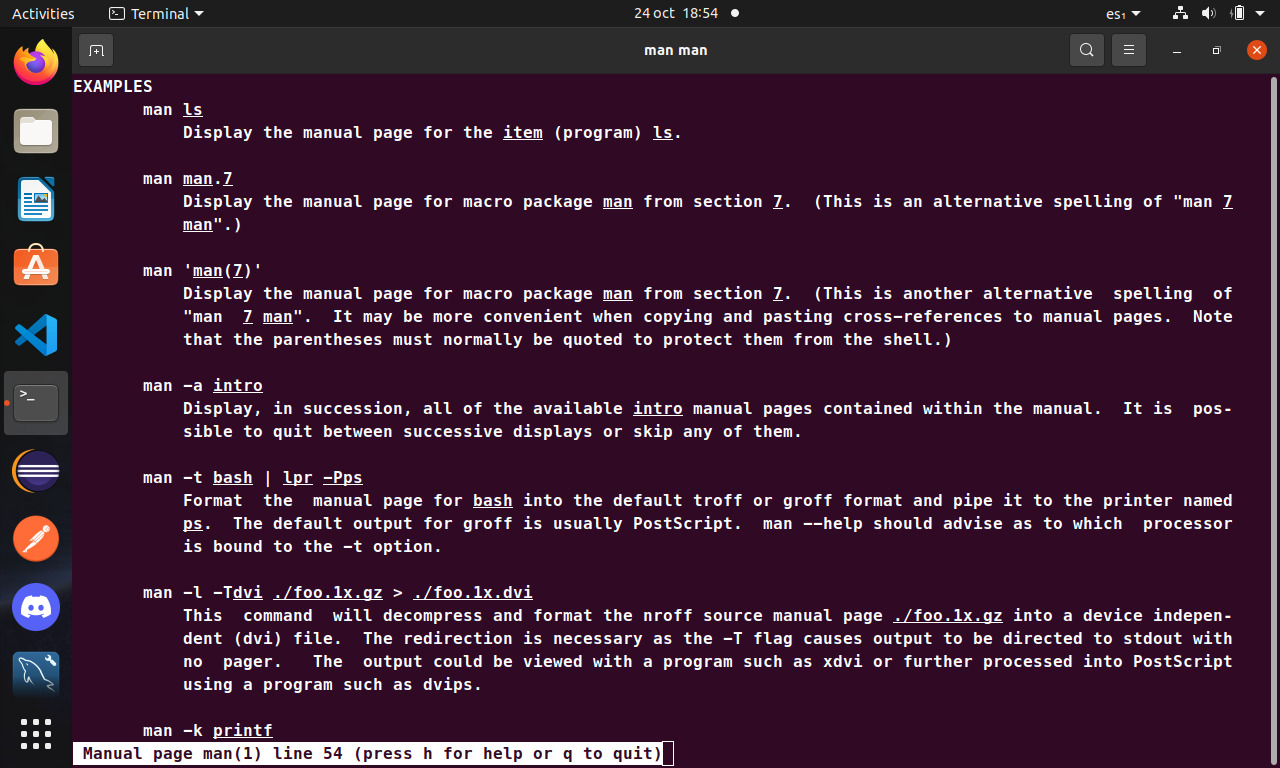 Activities
Terminal
24 oct 18:54
es₁
man man
EXAMPLES
man ls
Display the manual page for the item (program) ls.
man man.7
Display the manual page for macro package man from section 7.  (This is an alternative spelling of "man 7
man".)
man 'man(7)'
Display the manual page for macro package man from section 7.  (This is another alternative  spelling  of
"man  7 man".  It may be more convenient when copying and pasting cross-references to manual pages.  Note
that the parentheses must normally be quoted to protect them from the shell.)
man -a intro
Display, in succession, all of the available intro manual pages contained within the manual.  It is  pos-
sible to quit between successive displays or skip any of them.
man -t bash | lpr -Pps
Format  the  manual page for bash into the default troff or groff format and pipe it to the printer named
ps.  The default output for groff is usually PostScript.  man --help should advise as to which  processor
is bound to the -t option.
man -l -Tdvi ./foo.1x.gz > ./foo.1x.dvi
This  command  will decompress and format the nroff source manual page ./foo.1x.gz into a device indepen-
dent (dvi) file.  The redirection is necessary as the -T flag causes output to be directed to stdout with
no  pager.   The  output could be viewed with a program such as xdvi or further processed into PostScript
using a program such as dvips.
man -k printf
Manual page man(1) line 54 (press h for help or q to quit)